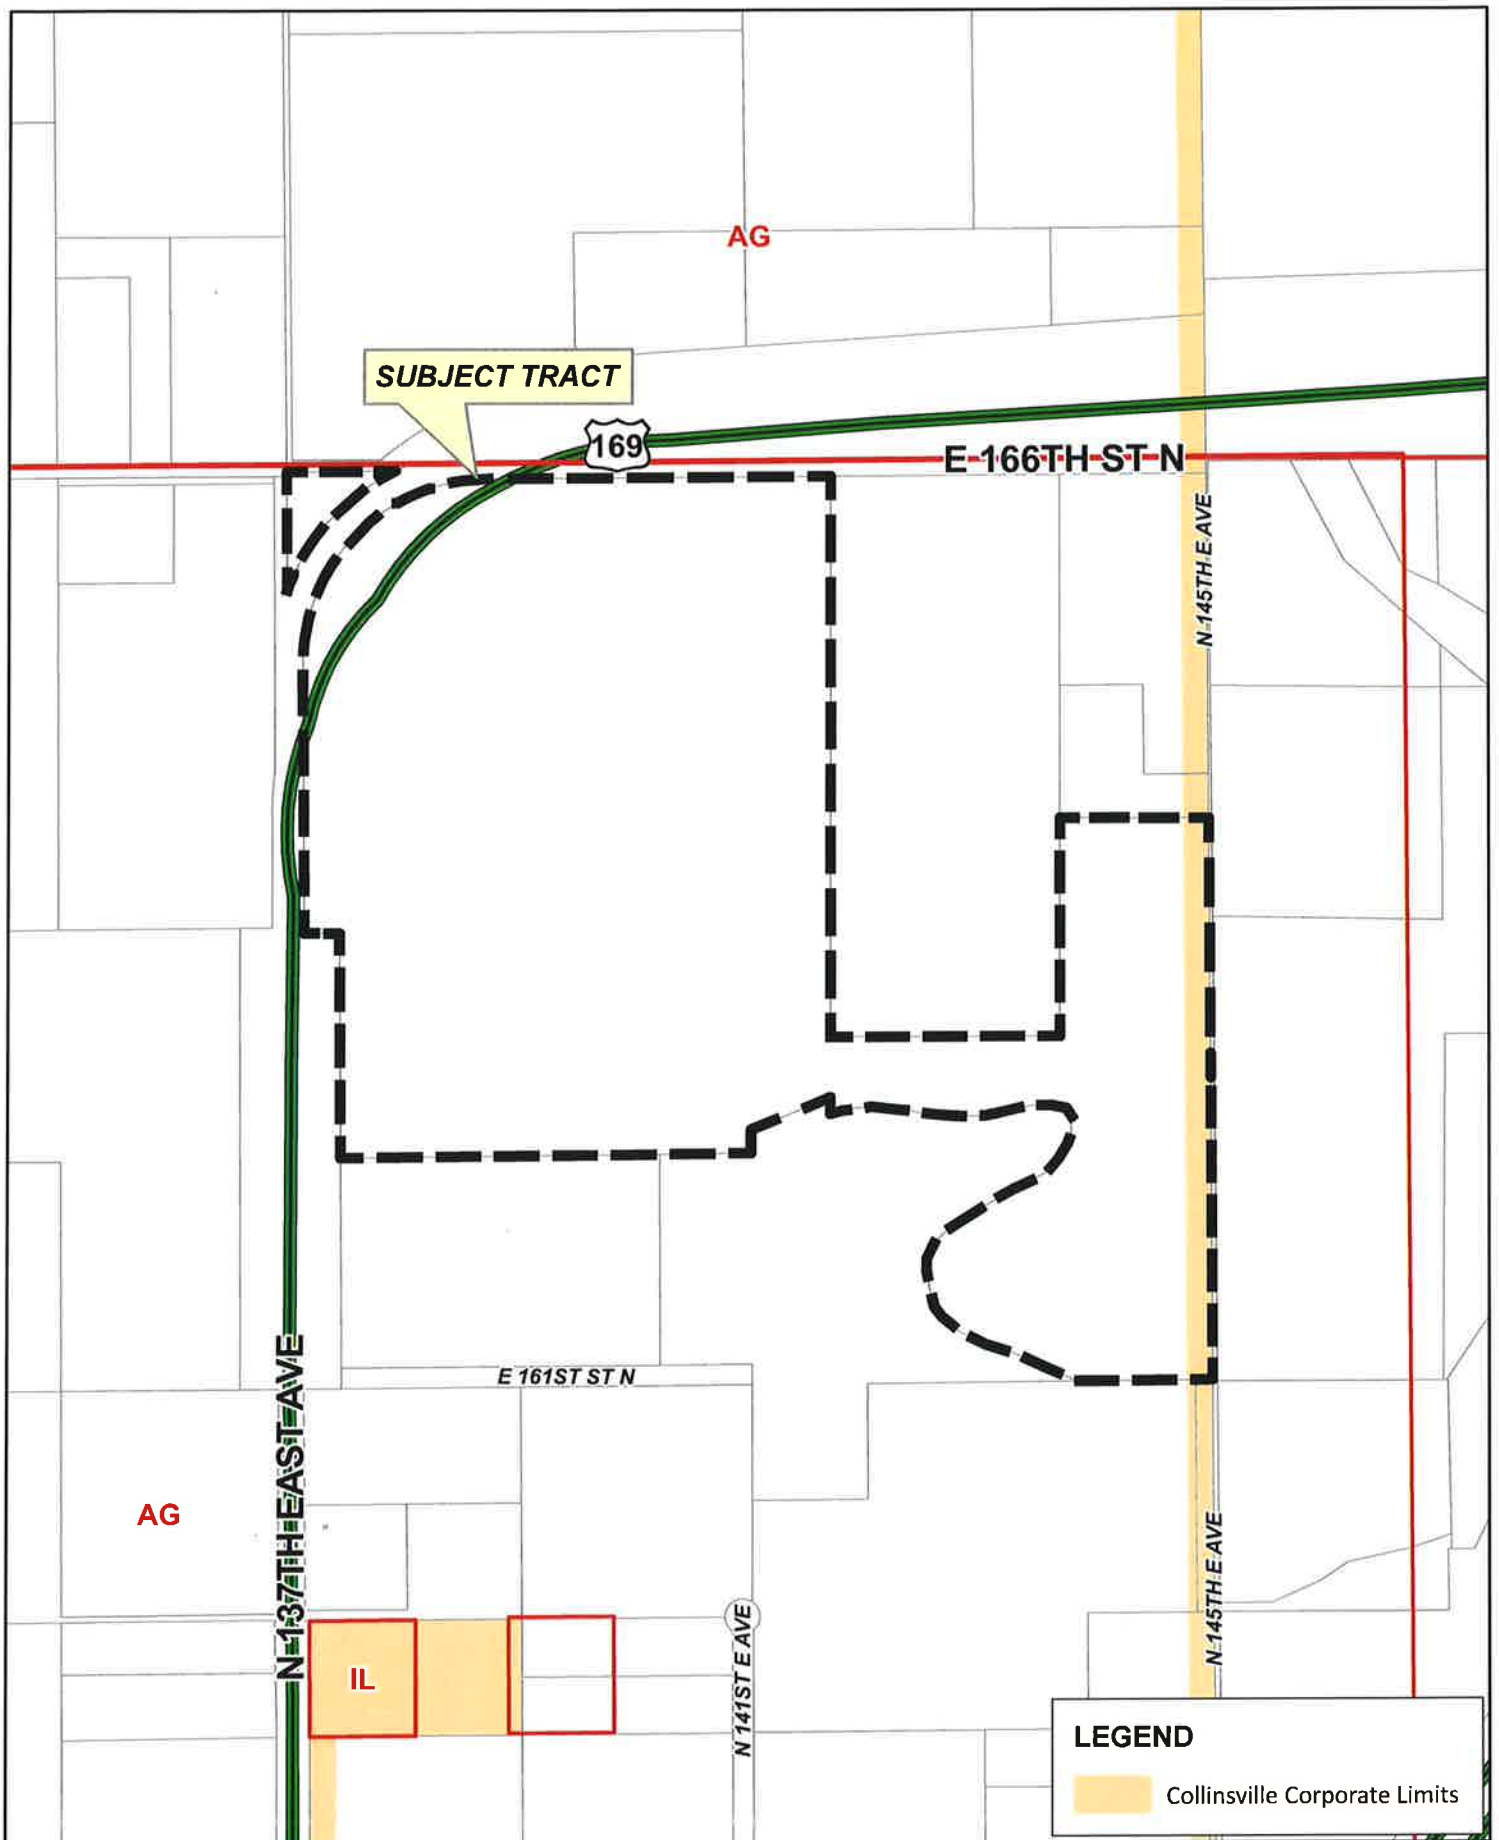 AG
SUBJECT TRACT
169
E 166TH ST N
N 145TH E AVE
E 161ST ST N
N 137TH EAST AVE
AG
N 145TH E AVE
IL
N 141ST E AVE
LEGEND
Collinsville Corporate Limits